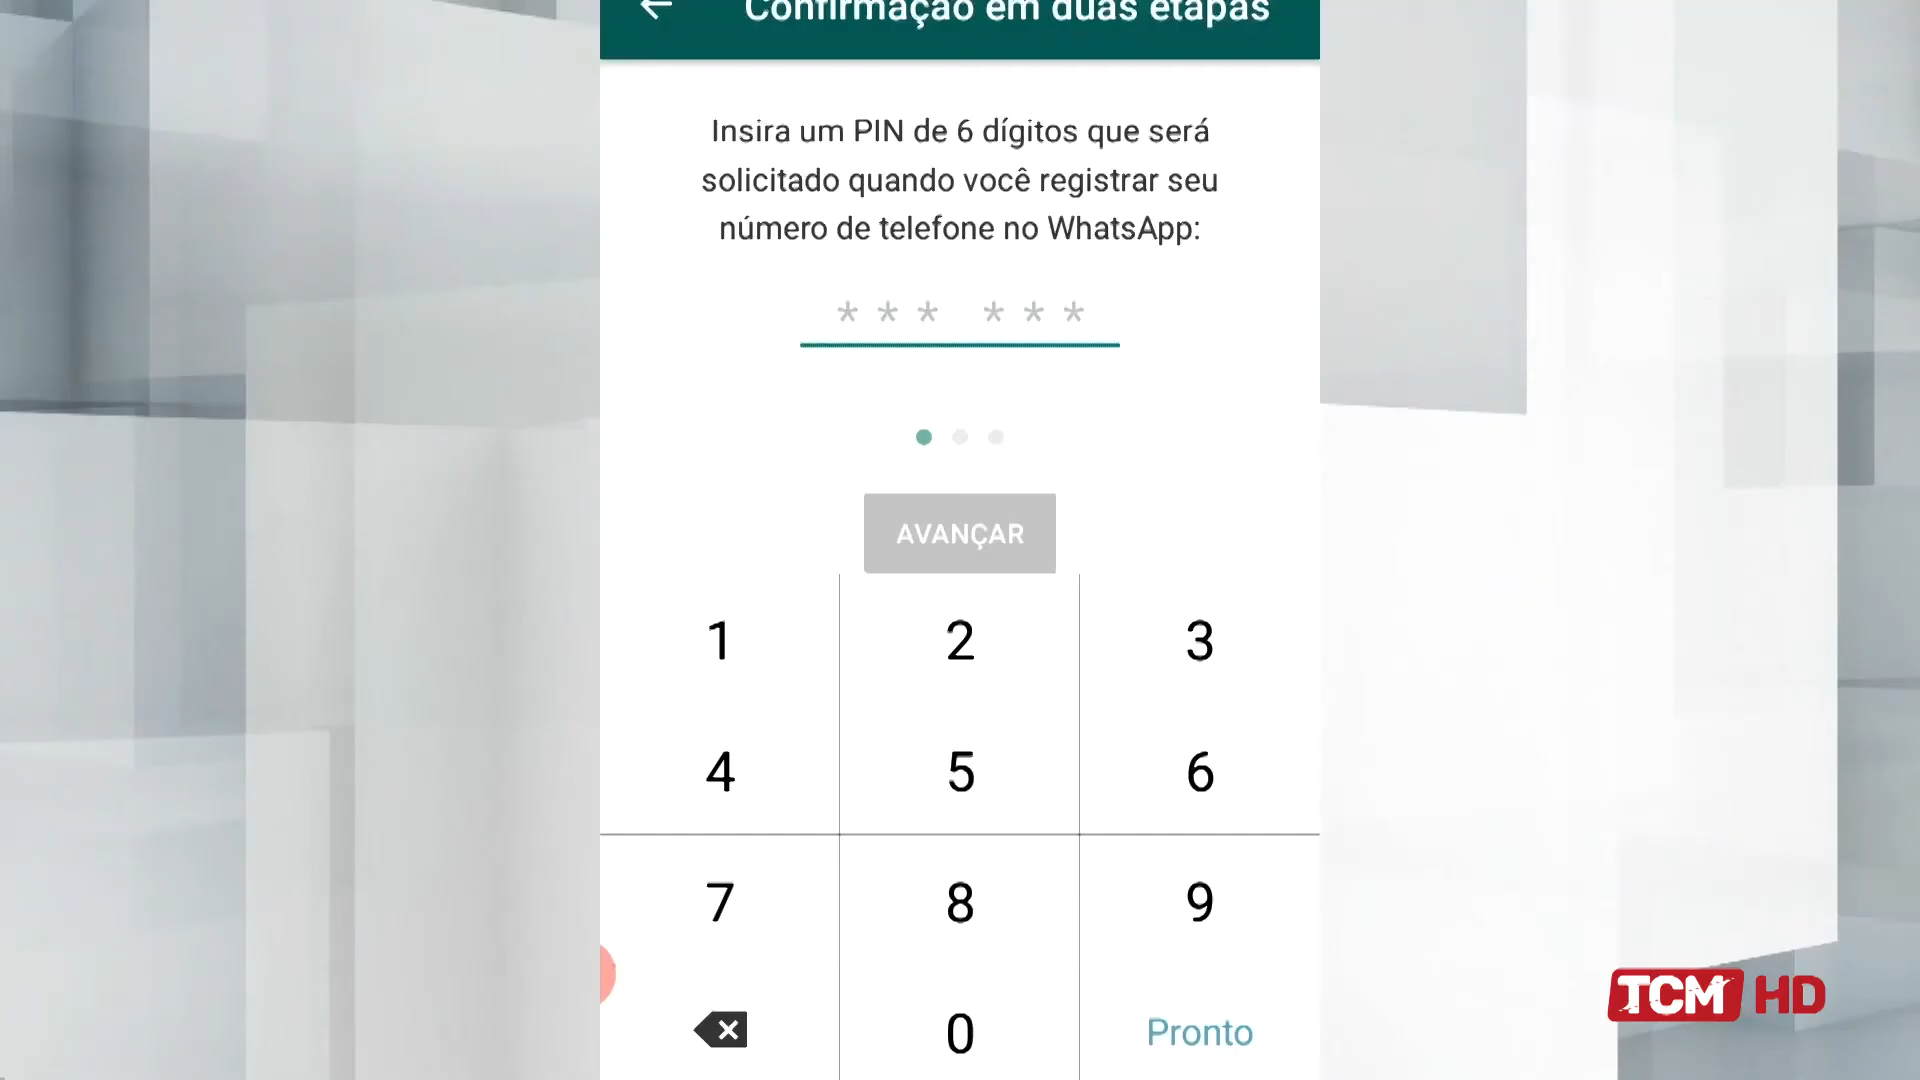 Confirmação em duas etapas
Insira um PIN de 6 dígitos que será
solicitado quando você registrar seu
número de telefone no WhatsApp:
*** ***
AVANÇAR
1 2 3
4 5 6
7 8 9
0 Pronto
TCM HD